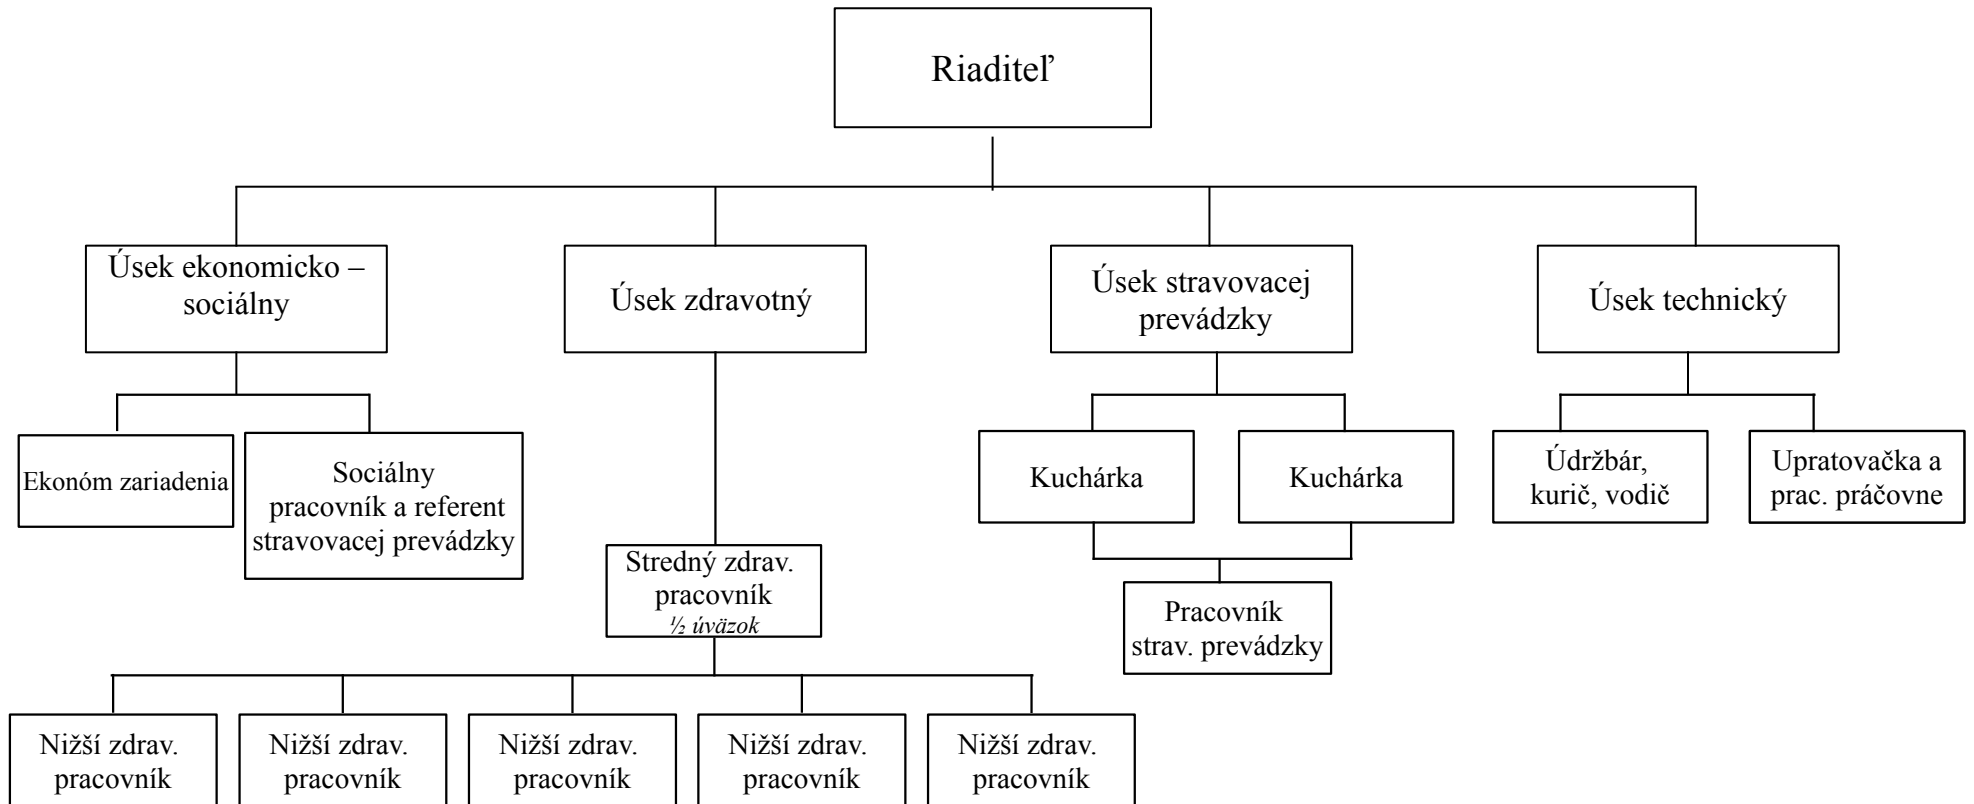 Riaditeľ
Úsek ekonomicko –
sociálny
Úsek zdravotný
Úsek stravovacej
prevádzky
Úsek technický
Ekonóm zariadenia
Sociálny
pracovník a referent
stravovacej prevádzky
Kuchárka
Kuchárka
Údržbár,
kurič, vodič
Upratovačka a
prac. práčovne
Stredný zdrav.
pracovník
½ úväzok
Pracovník
strav. prevádzky
Nižší zdrav.
pracovník
Nižší zdrav.
pracovník
Nižší zdrav.
pracovník
Nižší zdrav.
pracovník
Nižší zdrav.
pracovník